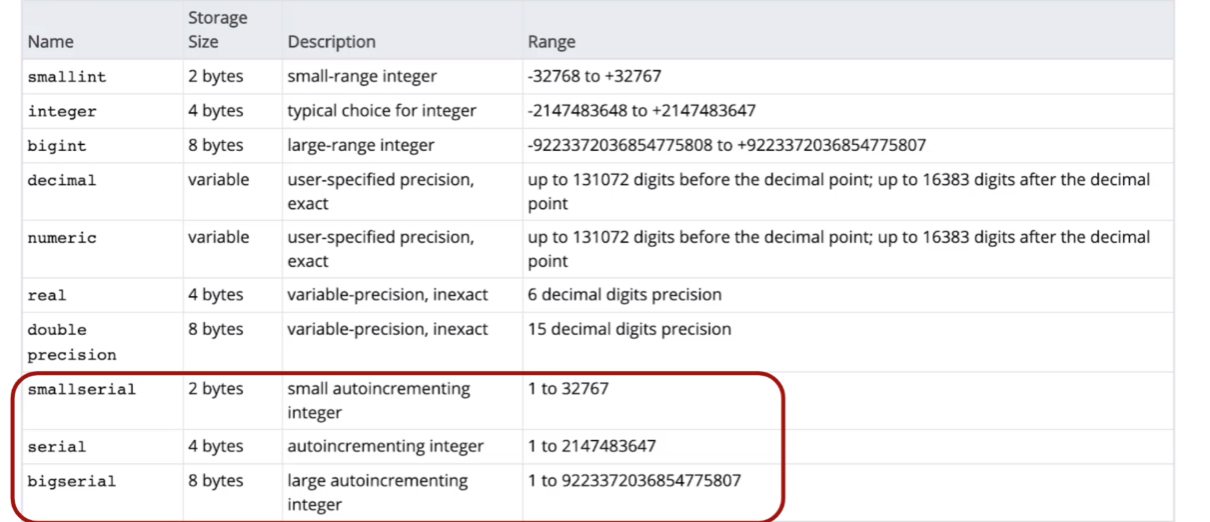 Name Storage Size Description Range
smallint 2 bytes small-range integer -32768 to +32767
integer 4 bytes typical choice for integer -2147483648 to +2147483647
bigint 8 bytes large-range integer -9223372036854775808 to +9223372036854775807
decimal variable user-specified precision, exact up to 131072 digits before the decimal point; up to 16383 digits after the decimal point
numeric variable user-specified precision, exact up to 131072 digits before the decimal point; up to 16383 digits after the decimal point
real 4 bytes variable-precision, inexact 6 decimal digits precision
double precision 8 bytes variable-precision, inexact 15 decimal digits precision
smallserial 2 bytes small autoincrementing integer 1 to 32767
serial 4 bytes autoincrementing integer 1 to 2147483647
bigserial 8 bytes large autoincrementing integer 1 to 9223372036854775807